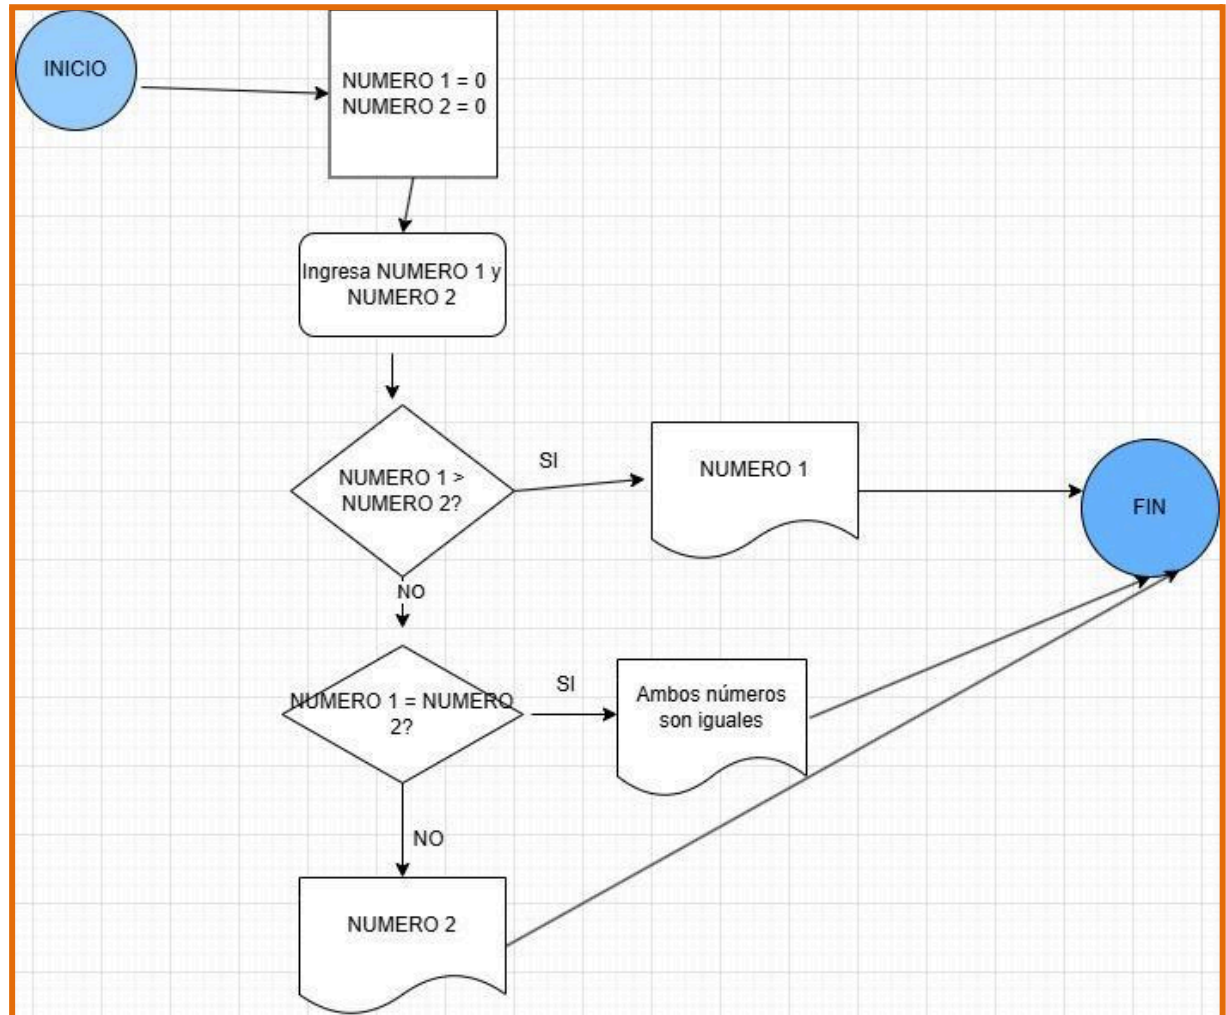 INICIO
NUMERO 1 = 0
NUMERO 2 = 0
Ingresa NUMERO 1 y
NUMERO 2
NUMERO 1 >
NUMERO 2?
SI
NUMERO 1
FIN
NO
NUMERO 1 = NUMERO
2?
SI
Ambos números
son iguales
NO
NUMERO 2